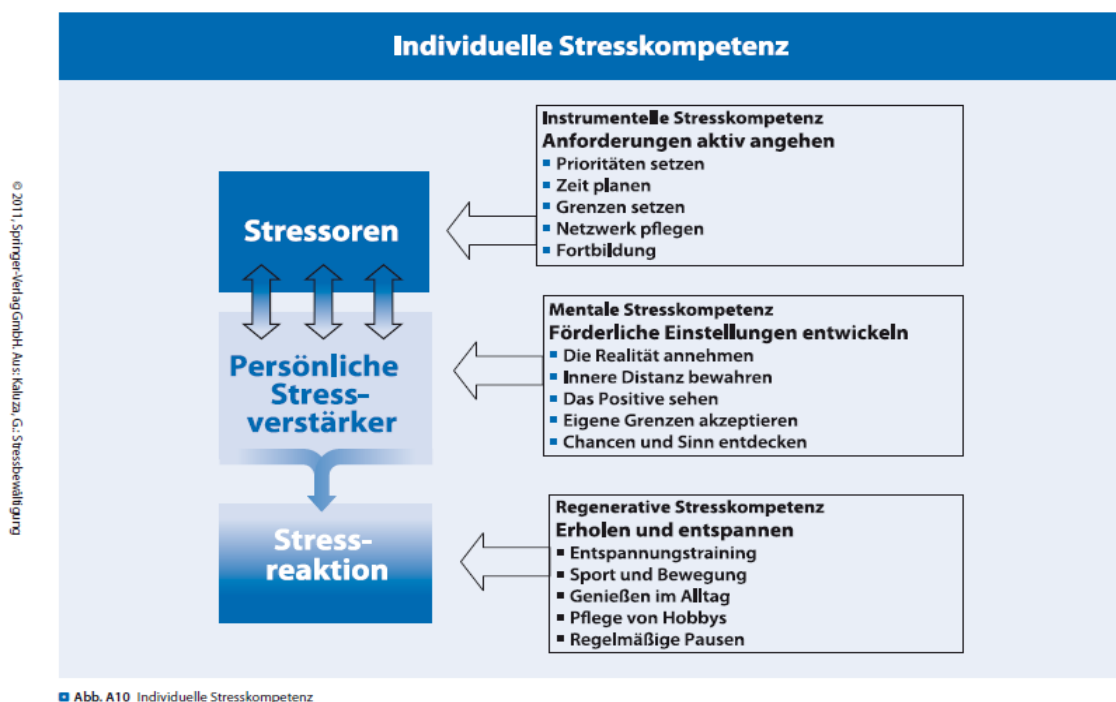 Individuelle Stresskompetenz
Stressoren
Persönliche
Stress-
verstärker
Stress-
reaktion
Instrumentelle Stresskompetenz
Anforderungen aktiv angehen
▪ Prioritäten setzen
▪ Zeit planen
▪ Grenzen setzen
▪ Netzwerk pflegen
▪ Fortbildung
Mentale Stresskompetenz
Förderliche Einstellungen entwickeln
▪ Die Realität annehmen
▪ Innere Distanz bewahren
▪ Das Positive sehen
▪ Eigene Grenzen akzeptieren
▪ Chancen und Sinn entdecken
Regenerative Stresskompetenz
Erholen und entspannen
▪ Entspannungstraining
▪ Sport und Bewegung
▪ Genießen im Alltag
▪ Pflege von Hobbys
▪ Regelmäßige Pausen
© 2011, Springer-Verlag GmbH. Aus: Kaluza, G.: Stressbewältigung
Abb. A10 Individuelle Stresskompetenz